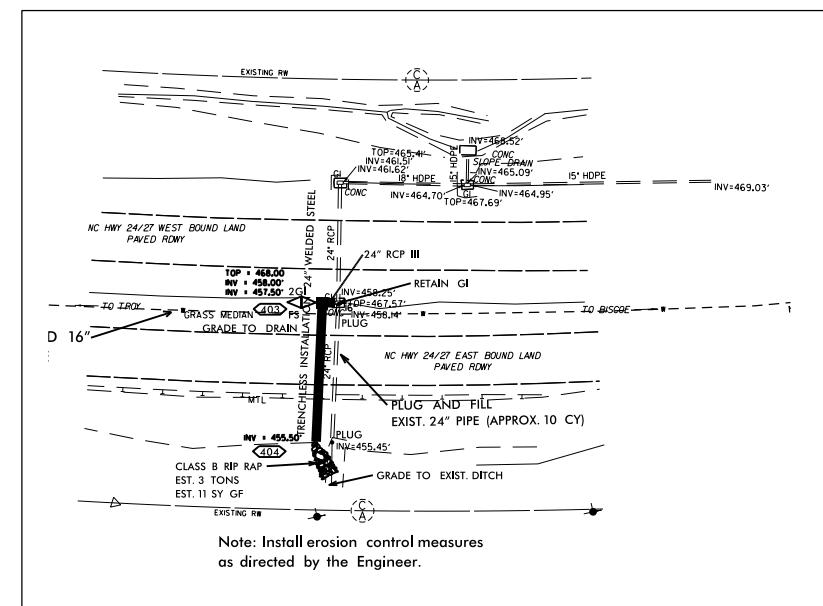 EXISTING RW
C
A
INV=468.52'
TOP=465.41'
INV=461.51'
INV=461.62'
15" HDPE
CONC
SLOPE DRAIN
INV=465.09'
CONC
GI
18" HDPE
15" HDPE
CONC
INV=464.70'
GI
INV=464.95'
TOP=467.69'
INV=469.03'
NC HWY 24/27 WEST BOUND LAND
PAVED RDWY
24" RCP
24" RCP III
TRENCHLESS INSTALLATION 24" WELDED STEEL
TOP = 468.00
INV = 458.00'
INV = 457.50'
2GI
RETAIN GI
INV=458.25'
TOP=467.57'
INV=458.14'
TO TROY
GRASS MEDIAN
403
FS
TO BISCOE
D 16"
GRADE TO DRAIN
PLUG
24" RCP
NC HWY 24/27 EAST BOUND LAND
PAVED RDWY
MTL
PLUG AND FILL
EXIST. 24" PIPE (APPROX. 10 CY)
INV = 455.50'
PLUG
INV=455.45'
404
CLASS B RIP RAP
EST. 3 TONS
EST. 11 SY GF
GRADE TO EXIST. DITCH
EXISTING RW
C
A
Note: Install erosion control measures
as directed by the Engineer.